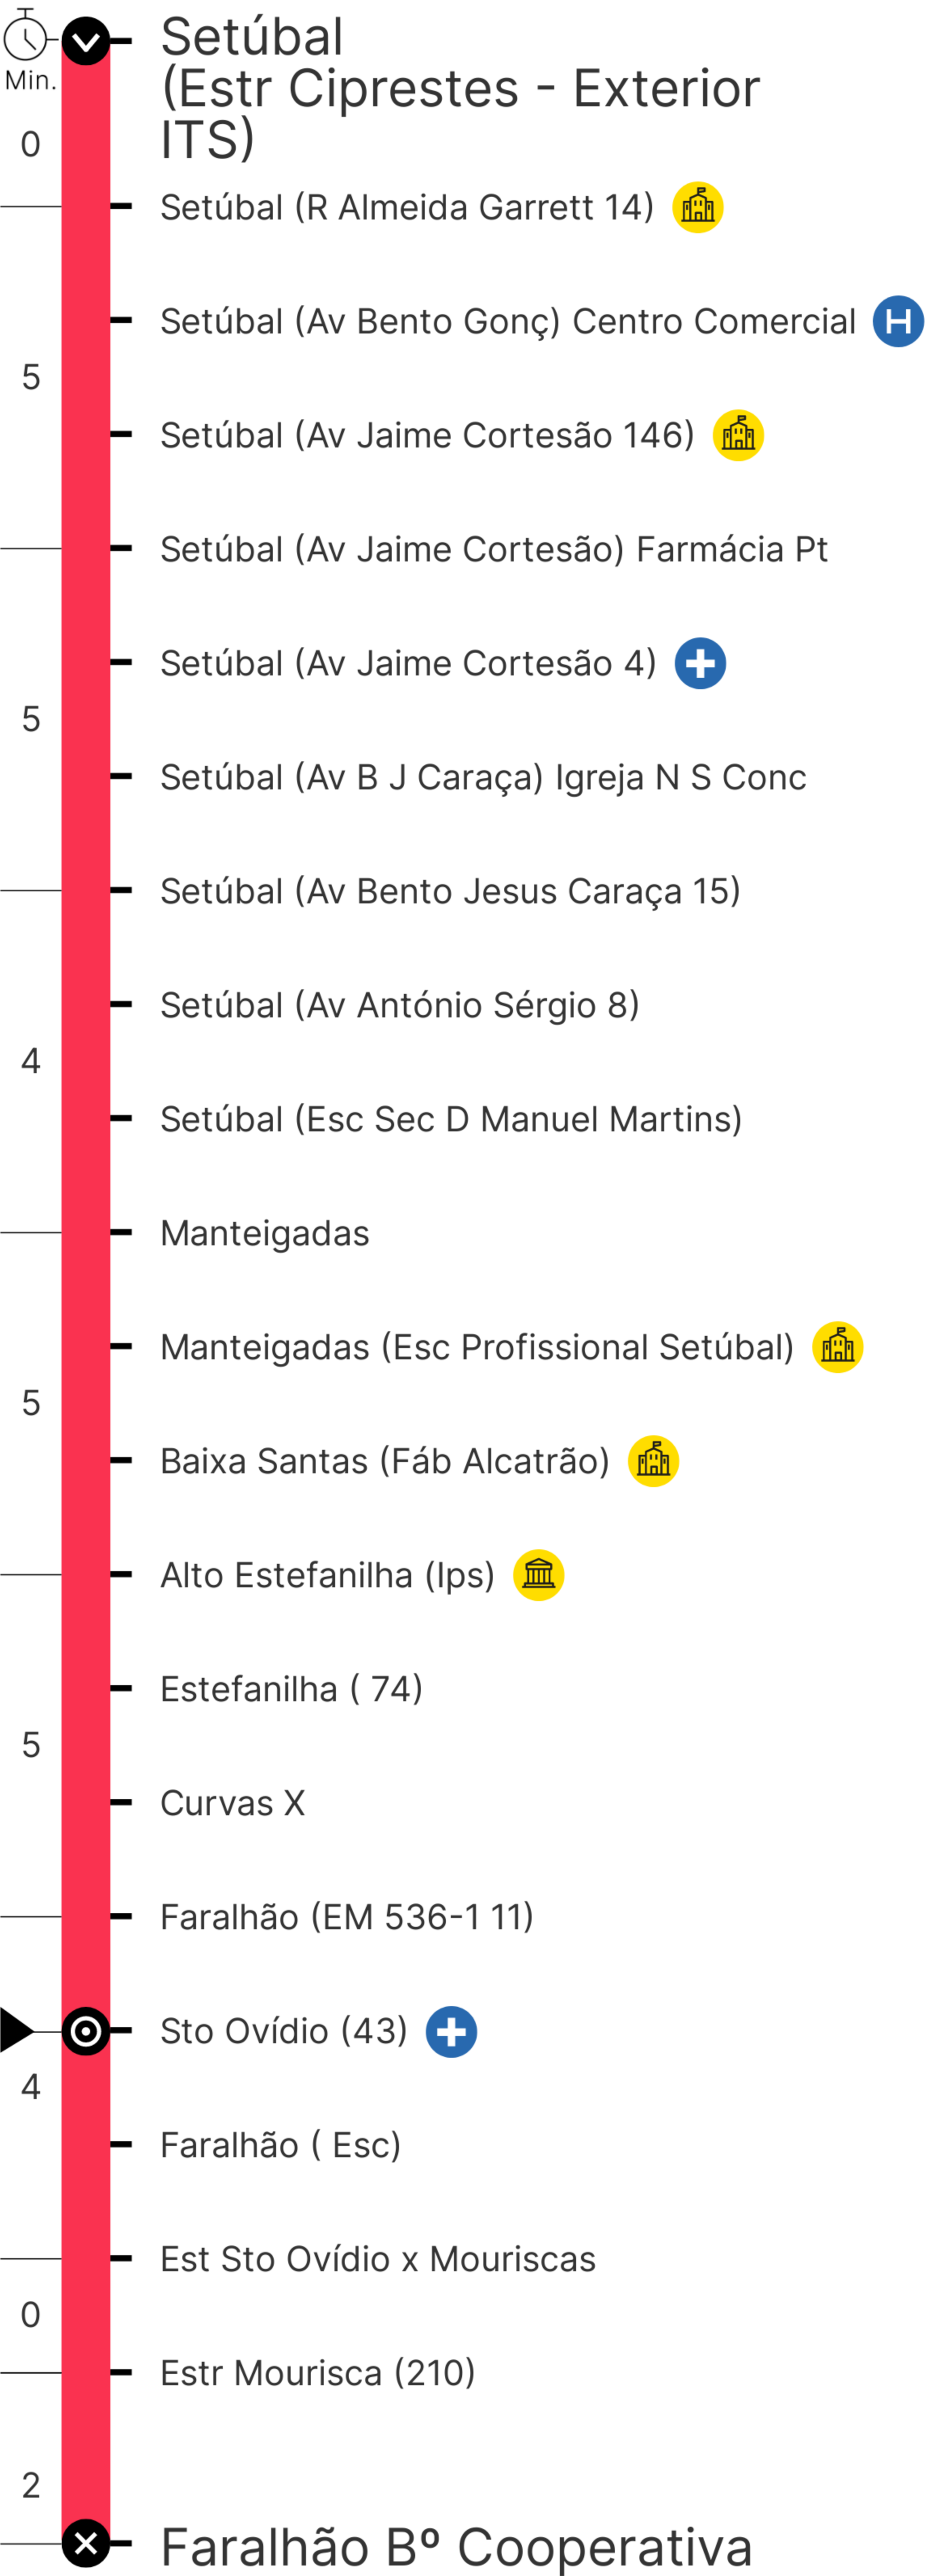 Min.
Setúbal
(Estr Ciprestes - Exterior
ITS)
0
Setúbal (R Almeida Garrett 14)
Setúbal (Av Bento Gonç) Centro Comercial H
5
Setúbal (Av Jaime Cortesão 146)
Setúbal (Av Jaime Cortesão) Farmácia Pt
Setúbal (Av Jaime Cortesão 4)
5
Setúbal (Av B J Caraça) Igreja N S Conc
Setúbal (Av Bento Jesus Caraça 15)
Setúbal (Av António Sérgio 8)
4
Setúbal (Esc Sec D Manuel Martins)
Manteigadas
Manteigadas (Esc Profissional Setúbal)
5
Baixa Santas (Fáb Alcatrão)
Alto Estefanilha (Ips)
Estefanilha ( 74)
5
Curvas X
Faralhão (EM 536-1 11)
Sto Ovídio (43)
4
Faralhão ( Esc)
Est Sto Ovídio x Mouriscas
0
Estr Mourisca (210)
2
Faralhão Bº Cooperativa